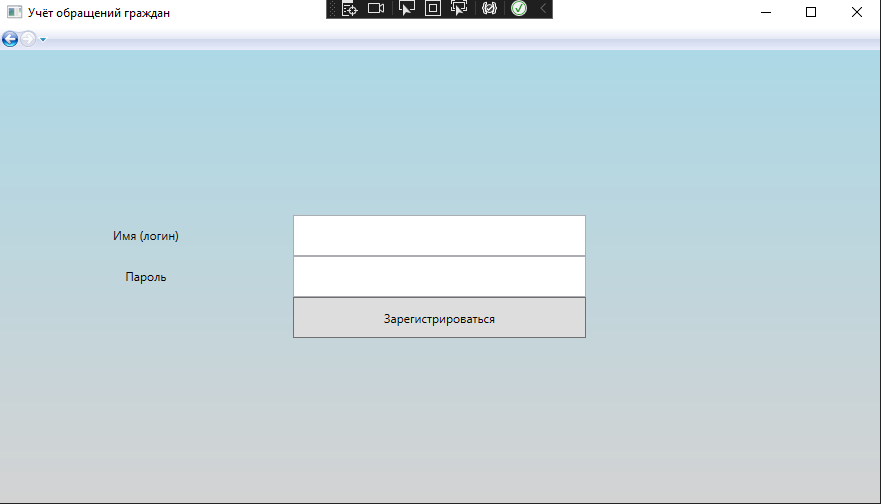 Учёт обращений граждан
Имя (логин)
Пароль
Зарегистрироваться